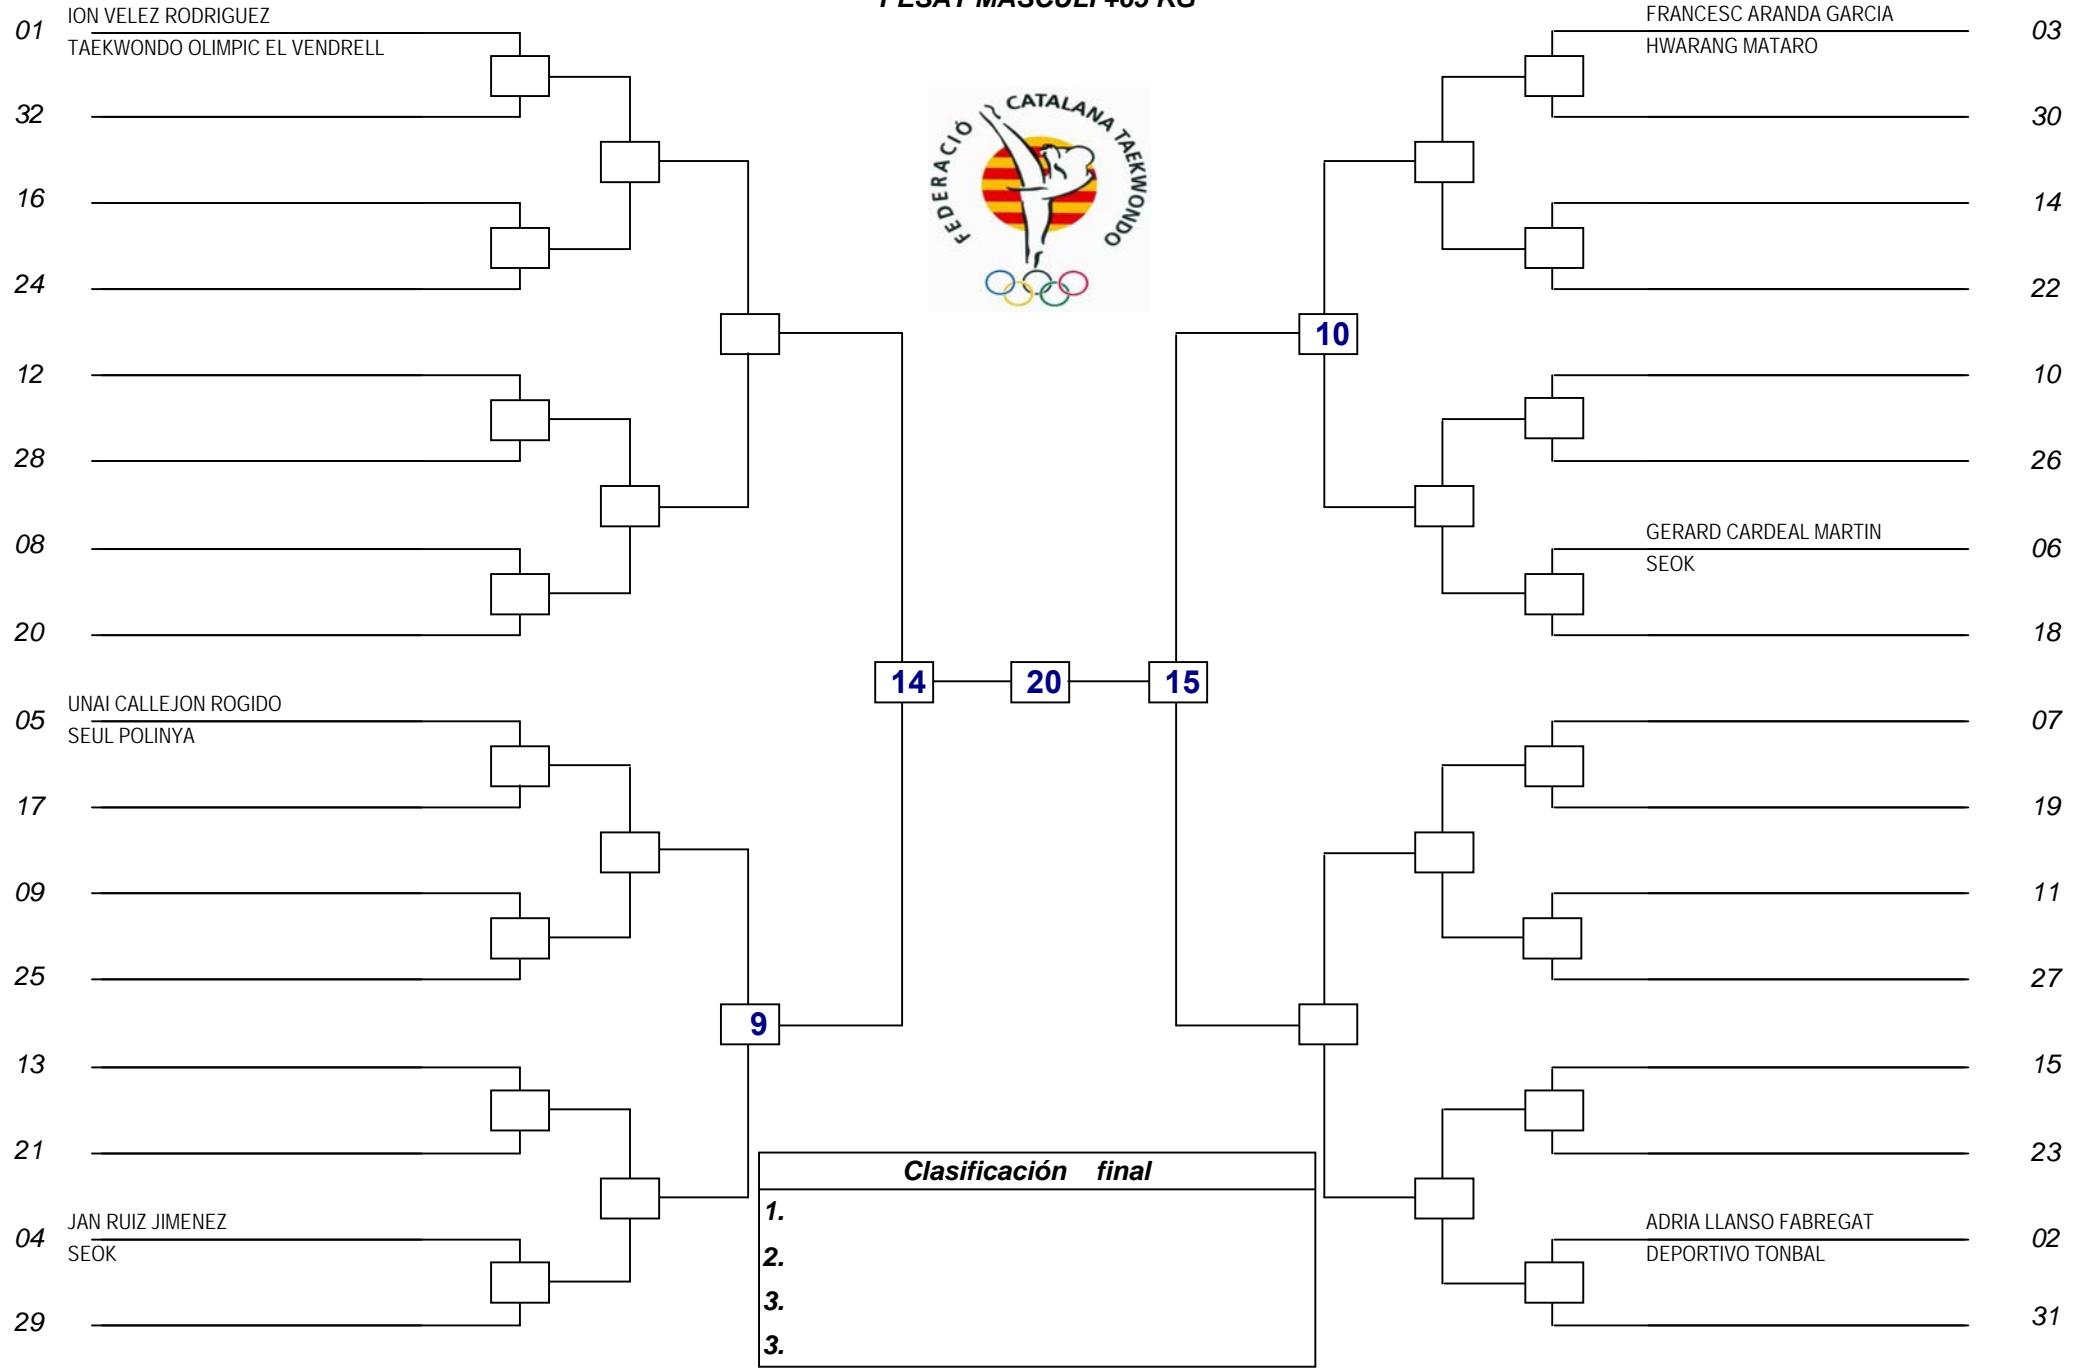 PESAT MASCULI +65 KG
01
ION VELEZ RODRIGUEZ
TAEKWONDO OLIMPIC EL VENDRELL
32
16
24
12
28
08
20
05
UNAI CALLEJON ROGIDO
SEUL POLINYA
17
09
25
13
21
04
JAN RUIZ JIMENEZ
SEOK
29
FEDERACIÓ CATALANA TAEKWONDO
9
14
20
15
10
FRANCESC ARANDA GARCIA
03
HWARANG MATARO
30
14
22
10
26
GERARD CARDEAL MARTIN
06
SEOK
18
07
19
11
27
15
23
ADRIA LLANSO FABREGAT
02
DEPORTIVO TONBAL
31
Clasificación final
1.
2.
3.
3.